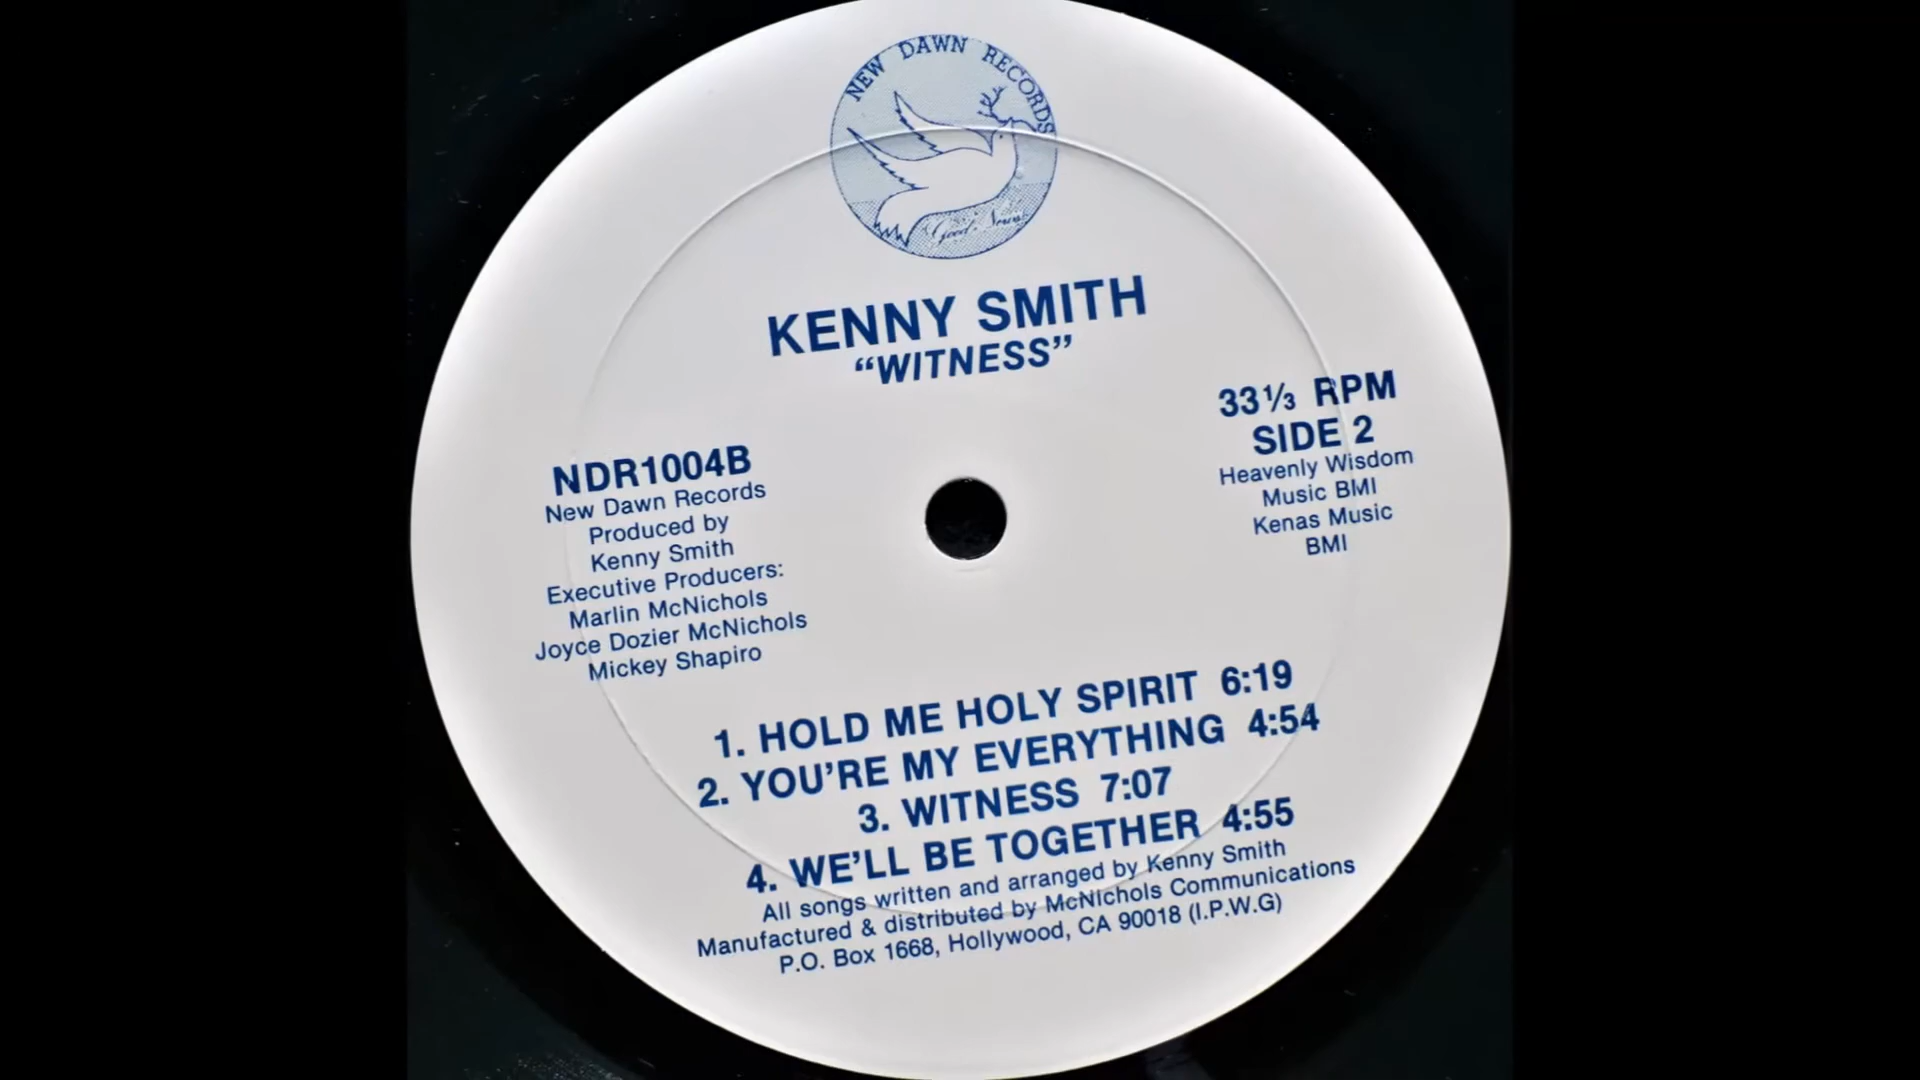 NEW DAWN RECORDS
Good News
KENNY SMITH
“WITNESS”
33⅓ RPM
SIDE 2
Heavenly Wisdom
Music BMI
Kenas Music
BMI
NDR1004B
New Dawn Records
Produced by
Kenny Smith
Executive Producers:
Marlin McNichols
Joyce Dozier McNichols
Mickey Shapiro
1. HOLD ME HOLY SPIRIT 6:19
2. YOU’RE MY EVERYTHING 4:54
3. WITNESS 7:07
4. WE’LL BE TOGETHER 4:55
All songs written and arranged by Kenny Smith
Manufactured & distributed by McNichols Communications
P.O. Box 1668, Hollywood, CA 90018 (I.P.W.G)